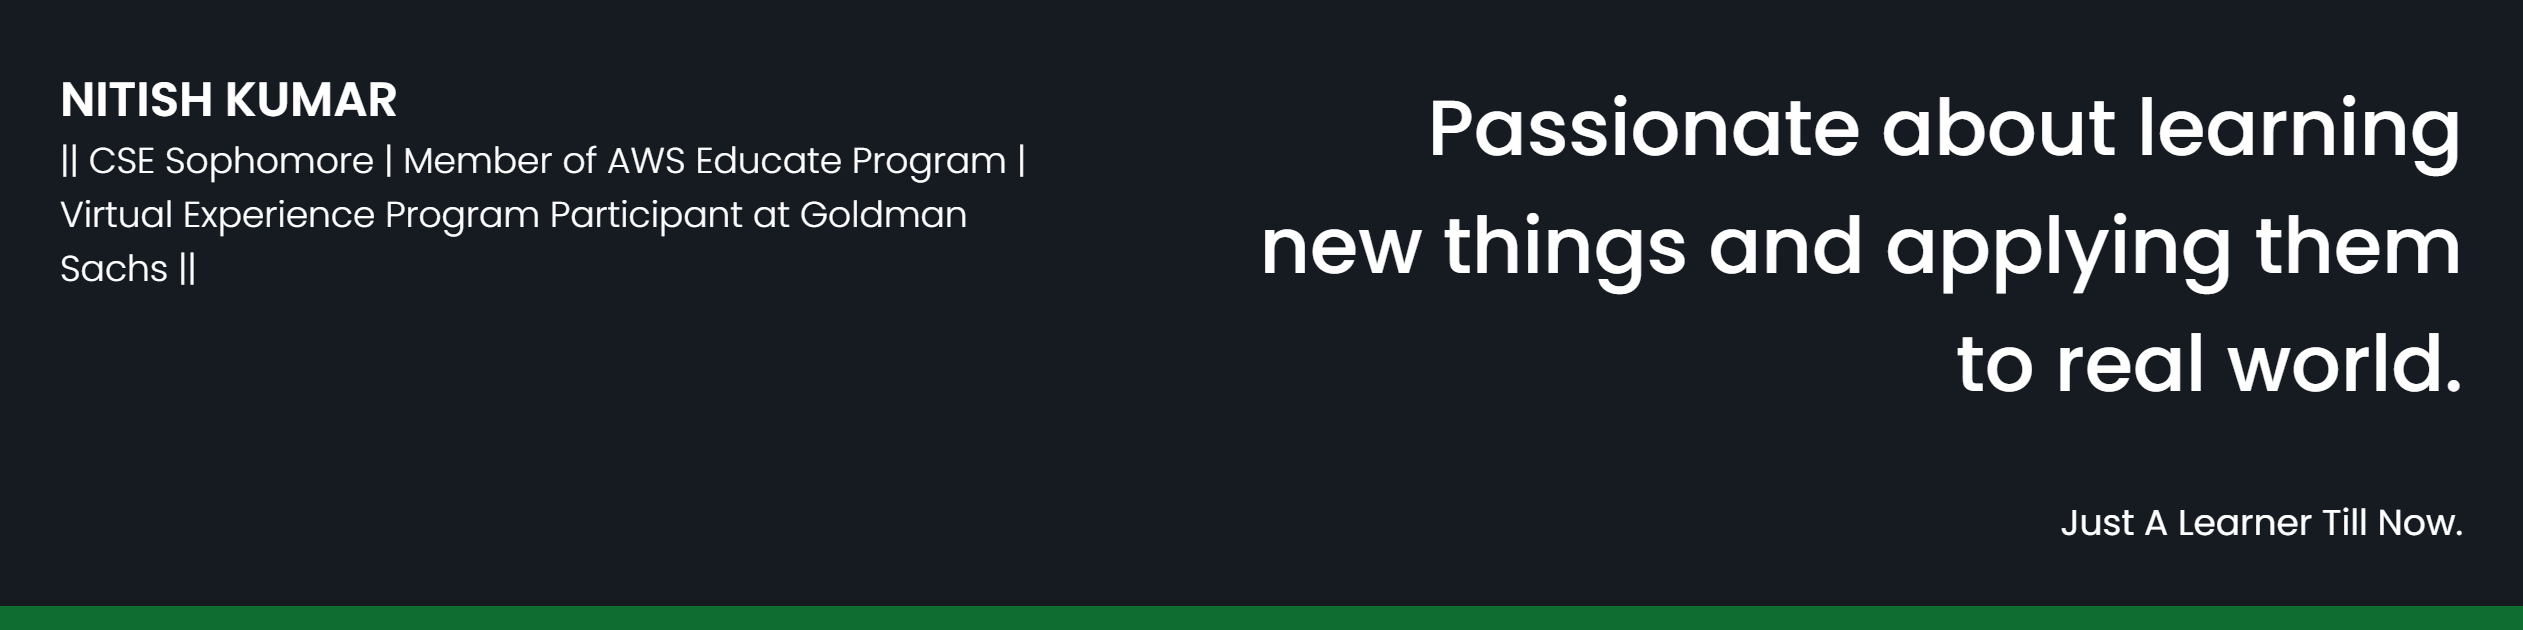 NITISH KUMAR
|| CSE Sophomore | Member of AWS Educate Program |
Virtual Experience Program Participant at Goldman
Sachs ||
Passionate about learning
new things and applying them
to real world.
Just A Learner Till Now.